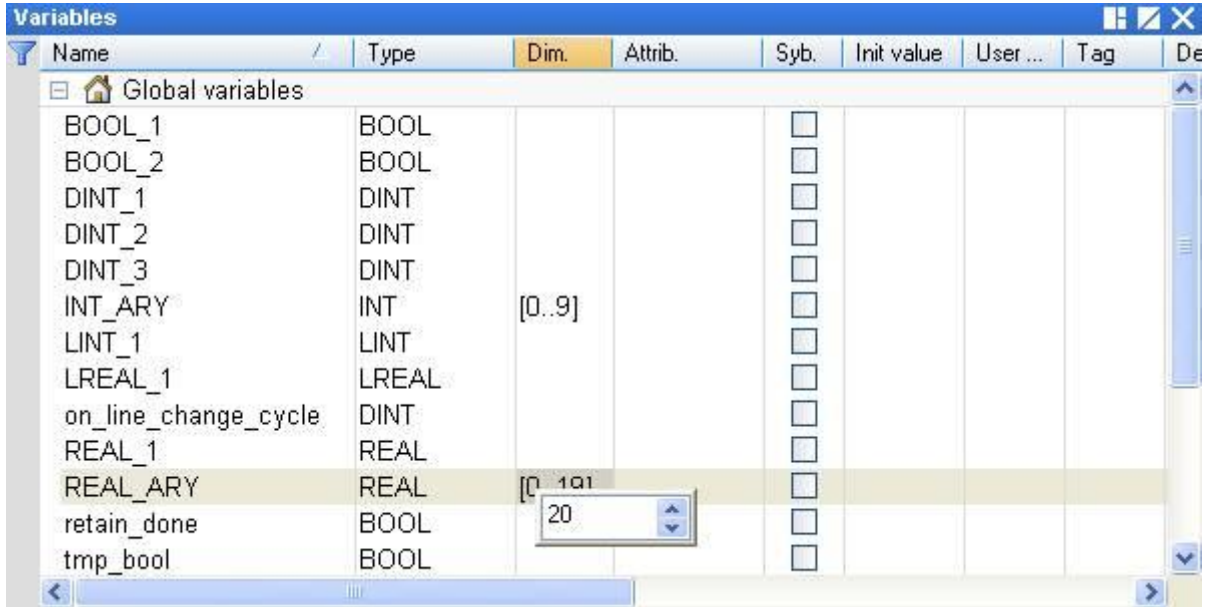 Variables
Name Type Dim. Attrib. Syb. Init value User ... Tag De
Global variables
BOOL_1 BOOL
BOOL_2 BOOL
DINT_1 DINT
DINT_2 DINT
DINT_3 DINT
INT_ARY INT [0..9]
LINT_1 LINT
LREAL_1 LREAL
on_line_change_cycle DINT
REAL_1 REAL
REAL_ARY REAL [0..19]
retain_done BOOL 20
tmp_bool BOOL